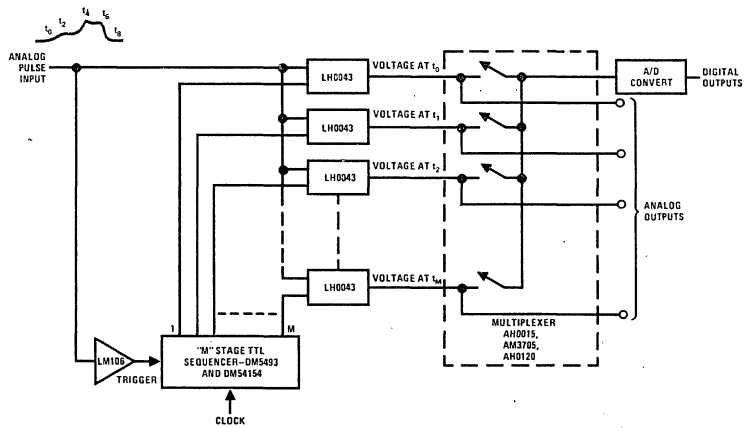 t0 t2 t4 t6 t8
ANALOG
PULSE
INPUT
LH0043
VOLTAGE AT t0
LH0043
VOLTAGE AT t1
LH0043
VOLTAGE AT t2
LH0043
VOLTAGE AT tM
A/D
CONVERT
DIGITAL
OUTPUTS
ANALOG
OUTPUTS
MULTIPLEXER
AH0015,
AM3705,
AH0120
1 M
"M" STAGE TTL
SEQUENCER–DM5493
AND DM54154
LM106
TRIGGER
CLOCK